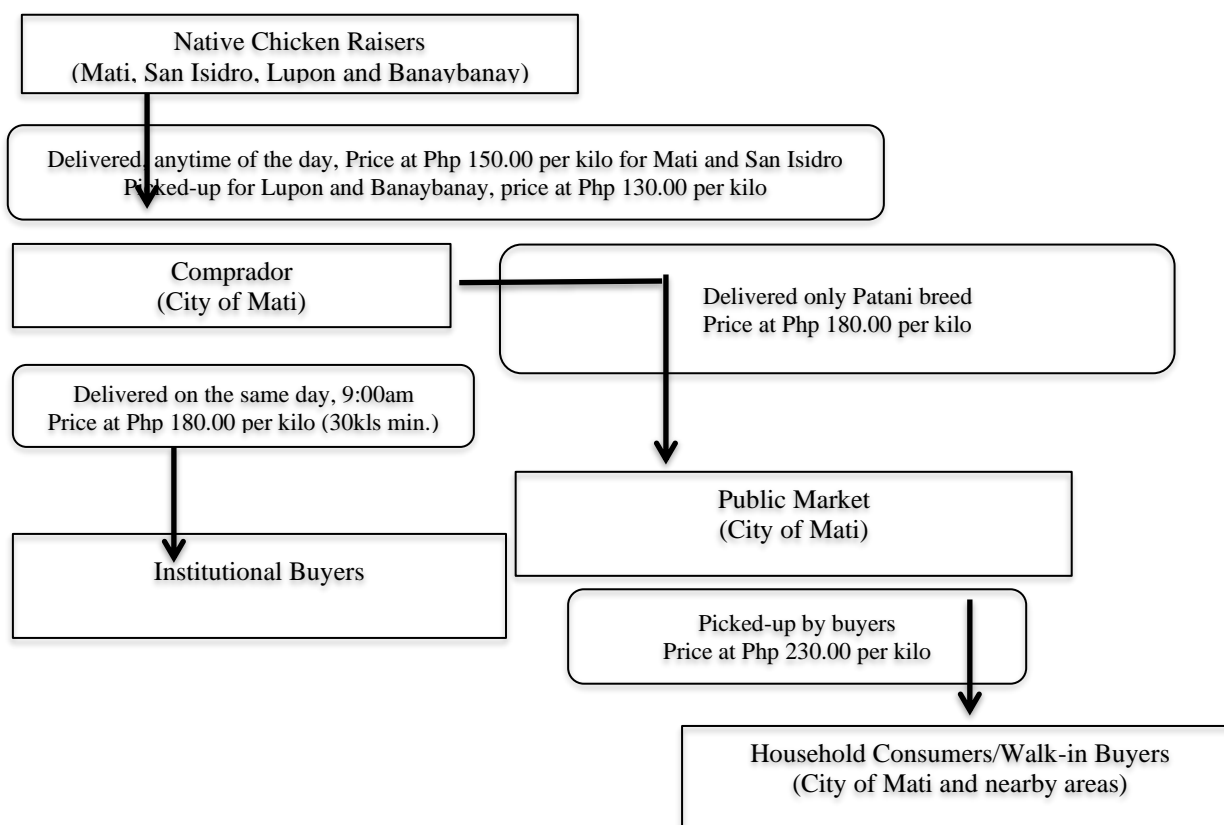 Native Chicken Raisers
(Mati, San Isidro, Lupon and Banaybanay)
Delivered, anytime of the day, Price at Php 150.00 per kilo for Mati and San Isidro
Picked-up for Lupon and Banaybanay, price at Php 130.00 per kilo
Comprador
(City of Mati)
Delivered only Patani breed
Price at Php 180.00 per kilo
Delivered on the same day, 9:00am
Price at Php 180.00 per kilo (30kls min.)
Public Market
(City of Mati)
Institutional Buyers
Picked-up by buyers
Price at Php 230.00 per kilo
Household Consumers/Walk-in Buyers
(City of Mati and nearby areas)